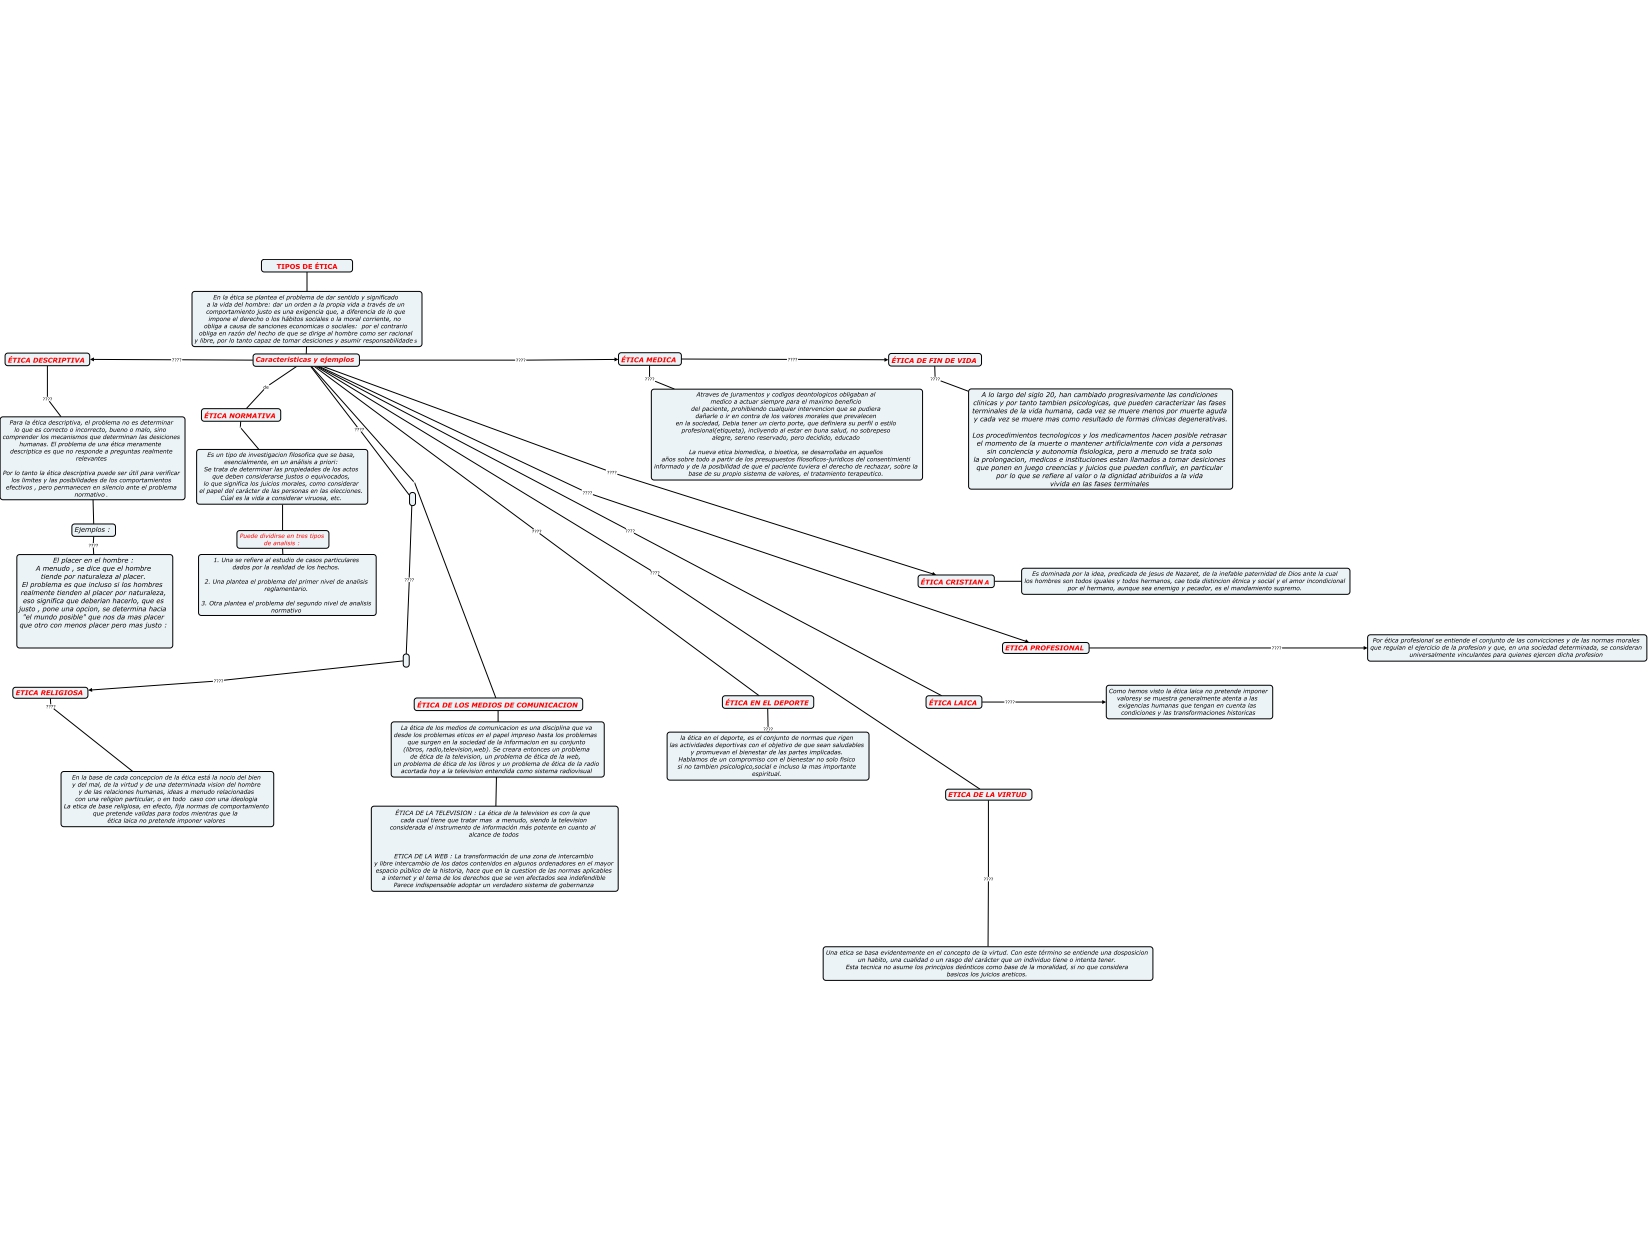 TIPOS DE ÉTICA
En la ética se plantea el problema de dar sentido y significado
a la vida del hombre: dar un orden a la propia vida a través de un
comportamiento justo es una exigencia que, a diferencia de lo que
impone el derecho o los hábitos sociales o la moral corriente, no
obliga a causa de sanciones economicas o sociales: por el contrario
obliga en razón del hecho de que se dirige al hombre como ser racional
y libre, por lo tanto capaz de tomar desiciones y asumir responsabilidade s
Caracteristicas y ejemplos
????
ÉTICA DESCRIPTIVA
????
Para la ética descriptiva, el problema no es determinar
lo que es correcto o incorrecto, bueno o malo, sino
comprender los mecanismos que determinan las desiciones
humanas. El problema de una ética meramente
descriptica es que no responde a preguntas realmente
relevantes
Por lo tanto la ética descriptiva puede ser útil para verificar
los limites y las posibilidades de los comportamientos
efectivos , pero permanecen en silencio ante el problema
normativo .
Ejemplos :
????
El placer en el hombre :
A menudo , se dice que el hombre
tiende por naturaleza al placer.
El problema es que incluso si los hombres
realmente tienden al placer por naturaleza,
eso significa que deberian hacerlo, que es
justo , pone una opcion, se determina hacia
"el mundo posible" que nos da mas placer
que otro con menos placer pero mas justo :
de
ÉTICA NORMATIVA
Es un tipo de investigacion filosofica que se basa,
esencialmente, en un análisis a priori:
Se trata de determinar las propiedades de los actos
que deben considerarse justos o equivocados,
lo que significa los juicios morales, como considerar
el papel del carácter de las personas en las elecciones.
Cúal es la vida a considerar viruosa, etc.
Puede dividirse en tres tipos
de analisis :
1. Una se refiere al estudio de casos particulares
dados por la realidad de los hechos.
2. Una plantea el problema del primer nivel de analisis
reglamentario.
3. Otra plantea el problema del segundo nivel de analisis
normativo
????
ÉTICA MEDICA
????
Atraves de juramentos y codigos deontologicos obligaban al
medico a actuar siempre para el maximo beneficio
del paciente, prohibiendo cualquier intervencion que se pudiera
dañarle o ir en contra de los valores morales que prevalecen
en la sociedad, Debia tener un cierto porte, que definiera su perfil o estilo
profesional(etiqueta), incllyendo al estar en buna salud, no sobrepeso
alegre, sereno reservado, pero decidido, educado
La nueva etica biomedica, o bioetica, se desarrollaba en aquellos
años sobre todo a partir de los presupuestos filosoficos-juridicos del consentimienti
informado y de la posibilidad de que el paciente tuviera el derecho de rechazar, sobre la
base de su propio sistema de valores, el tratamiento terapeutico.
????
ÉTICA DE FIN DE VIDA
????
A lo largo del siglo 20, han cambiado progresivamente las condiciones
clinicas y por tanto tambien psicologicas, que pueden caracterizar las fases
terminales de la vida humana, cada vez se muere menos por muerte aguda
y cada vez se muere mas como resultado de formas clinicas degenerativas.
Los procedimientos tecnologicos y los medicamentos hacen posible retrasar
el momento de la muerte o mantener artificialmente con vida a personas
sin conciencia y autonomia fisiologica, pero a menudo se trata solo
la prolongacion, medicos e instituciones estan llamados a tomar desiciones
que ponen en juego creencias y juicios que pueden confluir, en particular
por lo que se refiere al valor o la dignidad atribuidos a la vida
vivida en las fases terminales
????
????
????
????
????
????
????
????
ÉTICA CRISTIAN A
Es dominada por la idea, predicada de Jesus de Nazaret, de la inefable paternidad de Dios ante la cual
los hombres son todos iguales y todos hermanos, cae toda distincion étnica y social y el amor incondicional
por el hermano, aunque sea enemigo y pecador, es el mandamiento supremo.
ETICA PROFESIONAL
????
Por ética profesional se entiende el conjunto de las convicciones y de las normas morales
que regulan el ejercicio de la profesion y que, en una sociedad determinada, se consideran
universalmente vinculantes para quienes ejercen dicha profesion
????
ETICA RELIGIOSA
????
En la base de cada concepcion de la ética está la nocio del bien
y del mal, de la virtud y de una determinada vision del hombre
y de las relaciones humanas, ideas a menudo relacionadas
con una religion particular, o en todo caso con una ideologia
La etica de base religiosa, en efecto, fija normas de comportamiento
que pretende validas para todos mientras que la
ética laica no pretende imponer valores
ÉTICA DE LOS MEDIOS DE COMUNICACION
La ética de los medios de comunicacion es una disciplina que va
desde los problemas eticos en el papel impreso hasta los problemas
que surgen en la sociedad de la informacion en su conjunto
(libros, radio,television,web). Se creara entonces un problema
de ética de la television, un problema de ética de la web,
un problema de ética de los libros y un problema de ética de la radio
acortada hoy a la television entendida como sistema radiovisual
ÉTICA DE LA TELEVISION : La ética de la television es con la que
cada cual tiene que tratar mas a menudo, siendo la television
considerada el instrumento de información más potente en cuanto al
alcance de todos
ETICA DE LA WEB : La transformación de una zona de intercambio
y libre intercambio de los datos contenidos en algunos ordenadores en el mayor
espacio público de la historia, hace que en la cuestion de las normas aplicables
a internet y el tema de los derechos que se ven afectados sea indefendible
Parece indispensable adoptar un verdadero sistema de gobernanza
ÉTICA EN EL DEPORTE
????
la ética en el deporte, es el conjunto de normas que rigen
las actividades deportivas con el objetivo de que sean saludables
y promuevan el bienestar de las partes implicadas.
Hablamos de un compromiso con el bienestar no solo fisico
si no tambien psicologico,social e incluso la mas importante
espiritual.
ÉTICA LAICA
????
Como hemos visto la ética laica no pretende imponer
valoresy se muestra generalmente atenta a las
exigencias humanas que tengan en cuenta las
condiciones y las transformaciones historicas
ETICA DE LA VIRTUD
????
Una etica se basa evidentemente en el concepto de la virtud. Con este término se entiende una dosposicion
un habito, una cualidad o un rasgo del carácter que un individuo tiene o intenta tener.
Esta tecnica no asume los principios deónticos como base de la moralidad, si no que considera
basicos los juicios areticos.